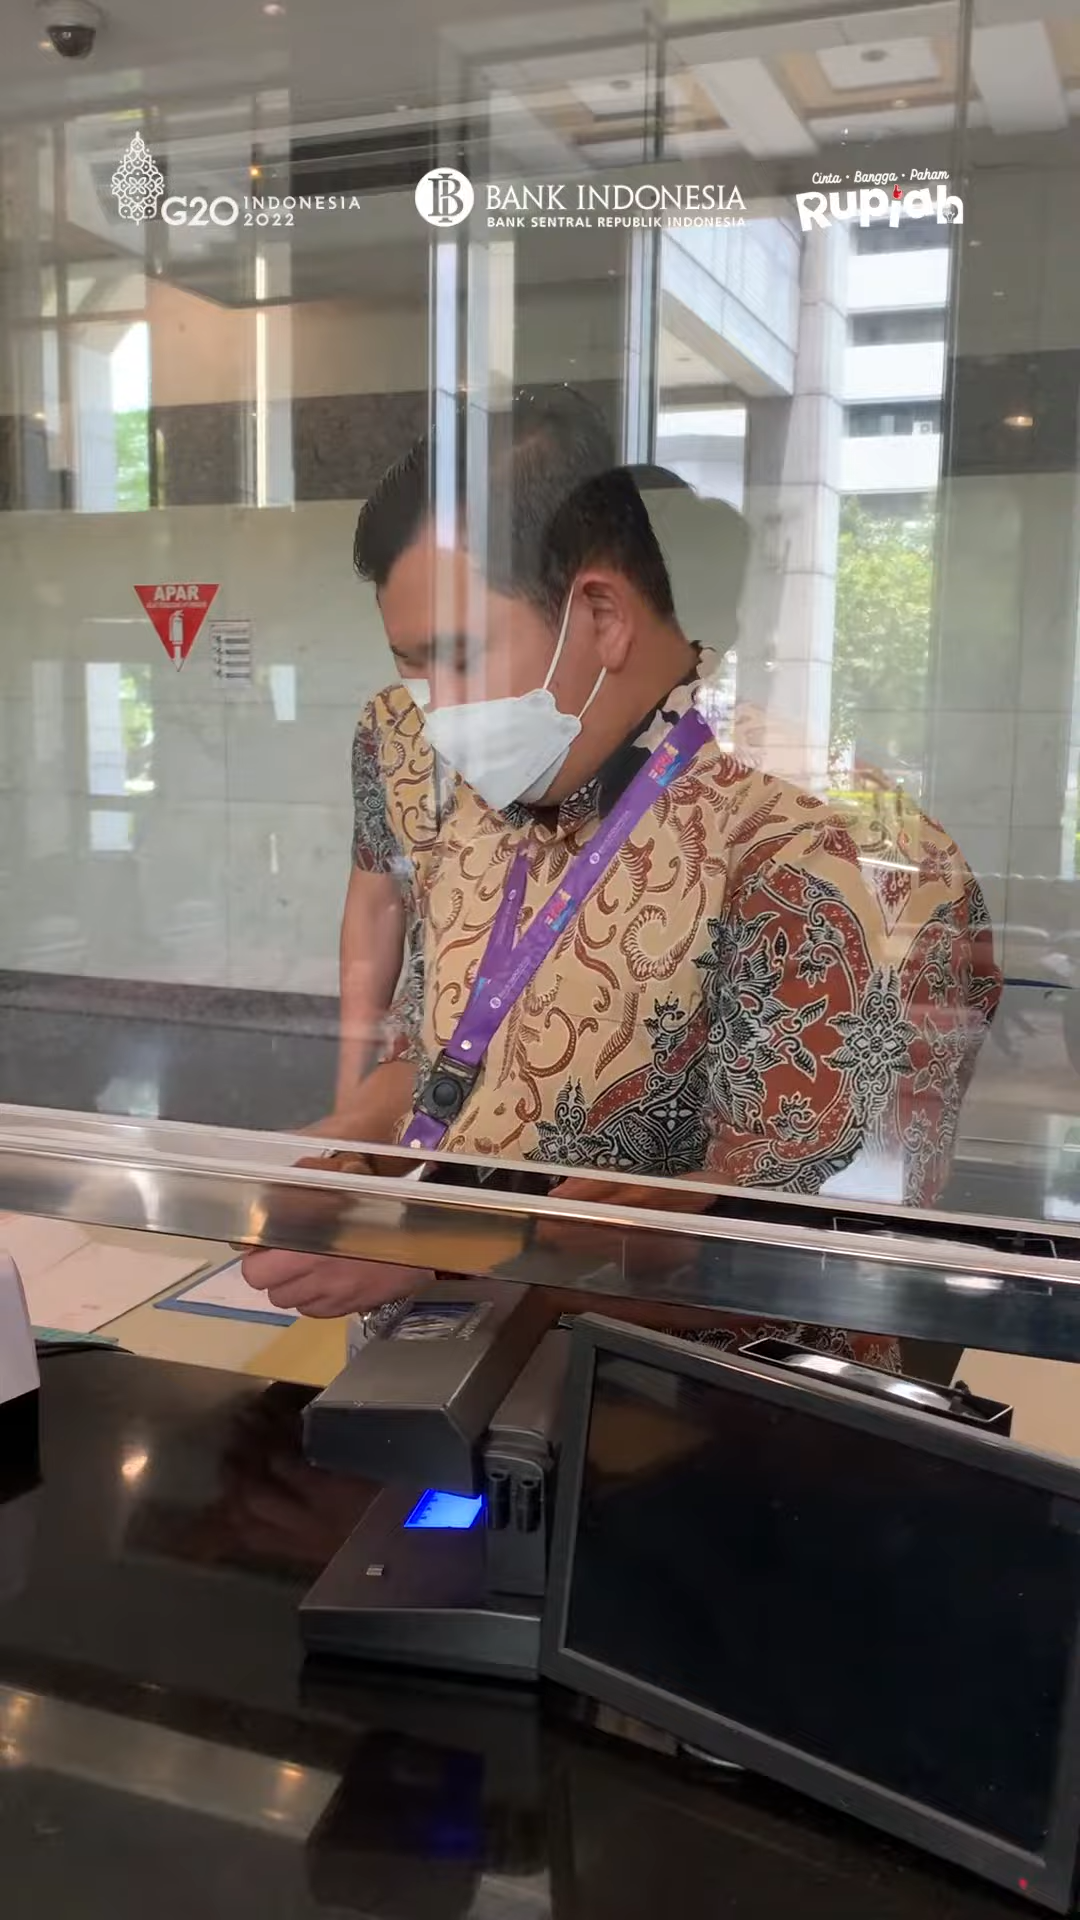 G20 INDONESIA
2022
BANK INDONESIA
BANK SENTRAL REPUBLIK INDONESIA
Cinta • Bangga • Paham
Rupiah
APAR